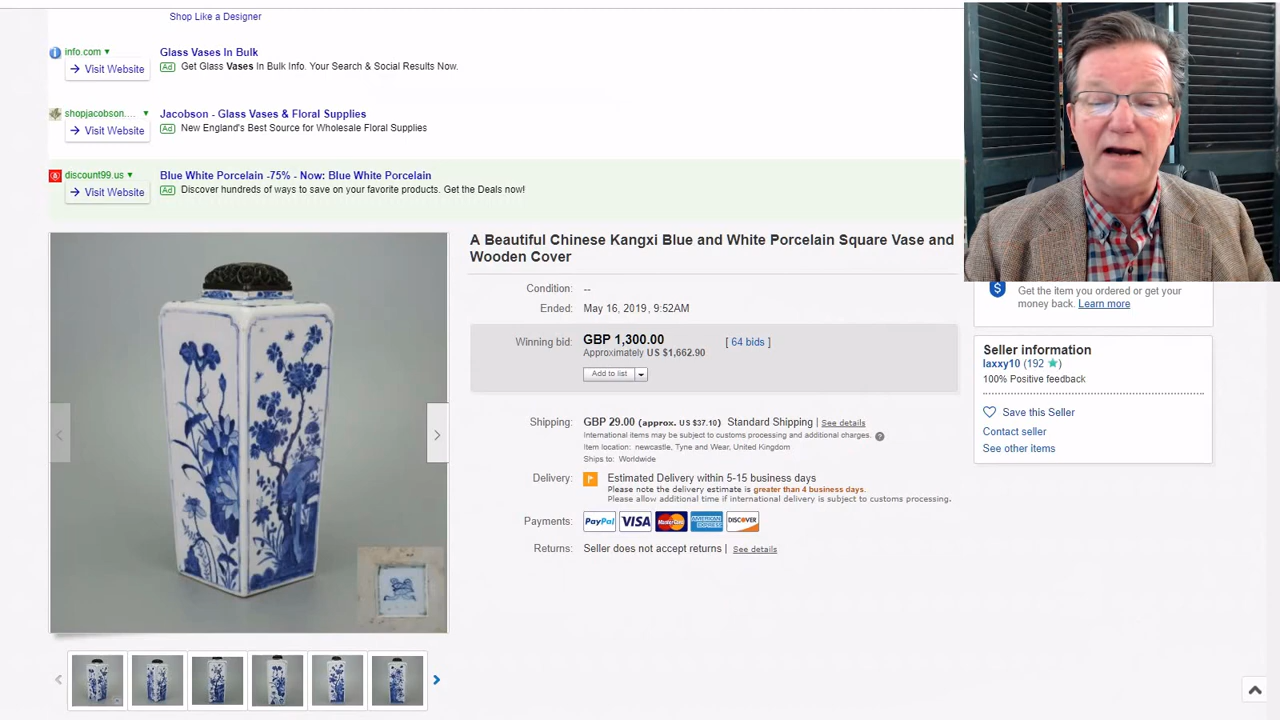 Shop Like a Designer
info.com
Visit Website
Glass Vases In Bulk
Ad Get Glass Vases In Bulk Info. Your Search & Social Results Now.
shopjacobson....
Visit Website
Jacobson - Glass Vases & Floral Supplies
Ad New England's Best Source for Wholesale Floral Supplies
discount99.us
Visit Website
Blue White Porcelain -75% - Now: Blue White Porcelain
Ad Discover hundreds of ways to save on your favorite products. Get the Deals now!
A Beautiful Chinese Kangxi Blue and White Porcelain Square Vase and
Wooden Cover
Condition: --
Ended: May 16, 2019 , 9:52AM
Winning bid: GBP 1,300.00 [ 64 bids ]
Approximately US $1,662.90
Add to list
Shipping: GBP 29.00 (approx. US $37.10) Standard Shipping | See details
International items may be subject to customs processing and additional charges. ?
Item location: newcastle, Tyne and Wear, United Kingdom
Ships to: Worldwide
Delivery: Estimated Delivery within 5-15 business days
Please note the delivery estimate is greater than 4 business days.
Please allow additional time if international delivery is subject to customs processing.
Payments: PayPal VISA MasterCard AMERICAN EXPRESS DISCOVER
Returns: Seller does not accept returns | See details
$ Get the item you ordered or get your
money back. Learn more
Seller information
laxxy10 (192 ★)
100% Positive feedback
Save this Seller
Contact seller
See other items